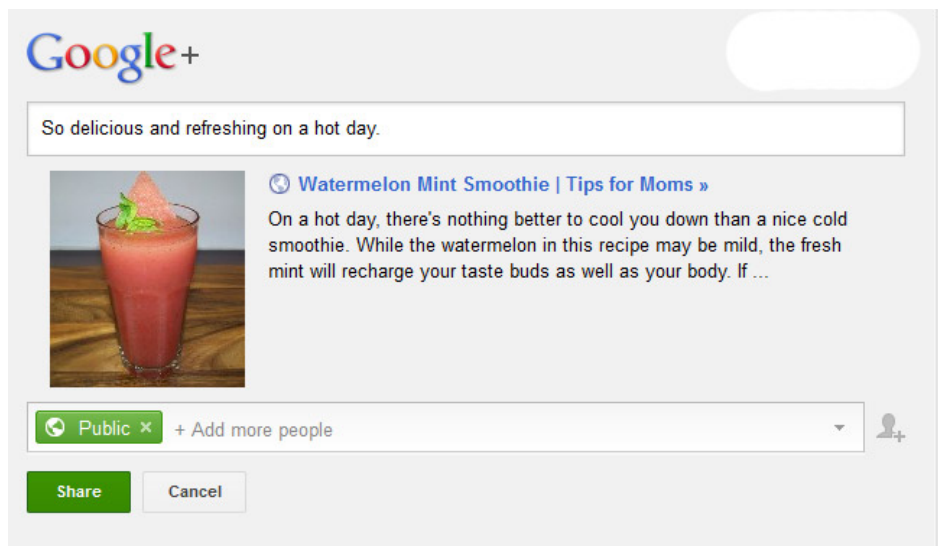 Google+
So delicious and refreshing on a hot day.
Watermelon Mint Smoothie | Tips for Moms »
On a hot day, there's nothing better to cool you down than a nice cold
smoothie. While the watermelon in this recipe may be mild, the fresh
mint will recharge your taste buds as well as your body. If ...
Public × + Add more people
Share Cancel